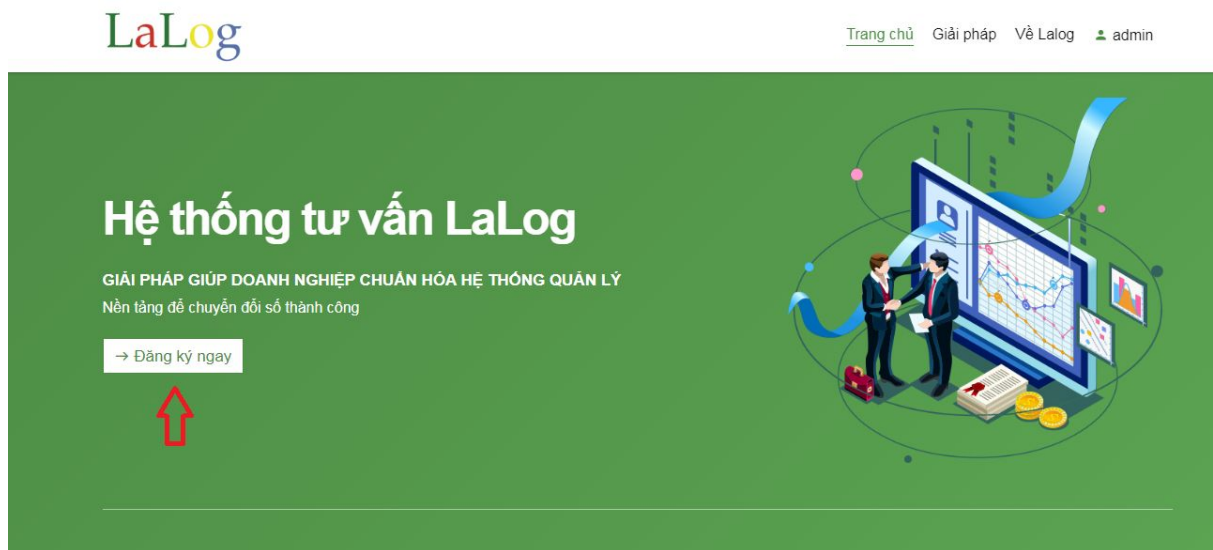 LaLog
Trang chủ Giải pháp Về Lalog admin
Hệ thống tư vấn LaLog
GIẢI PHÁP GIÚP DOANH NGHIỆP CHUẨN HÓA HỆ THỐNG QUẢN LÝ
Nền tảng để chuyển đổi số thành công
→ Đăng ký ngay